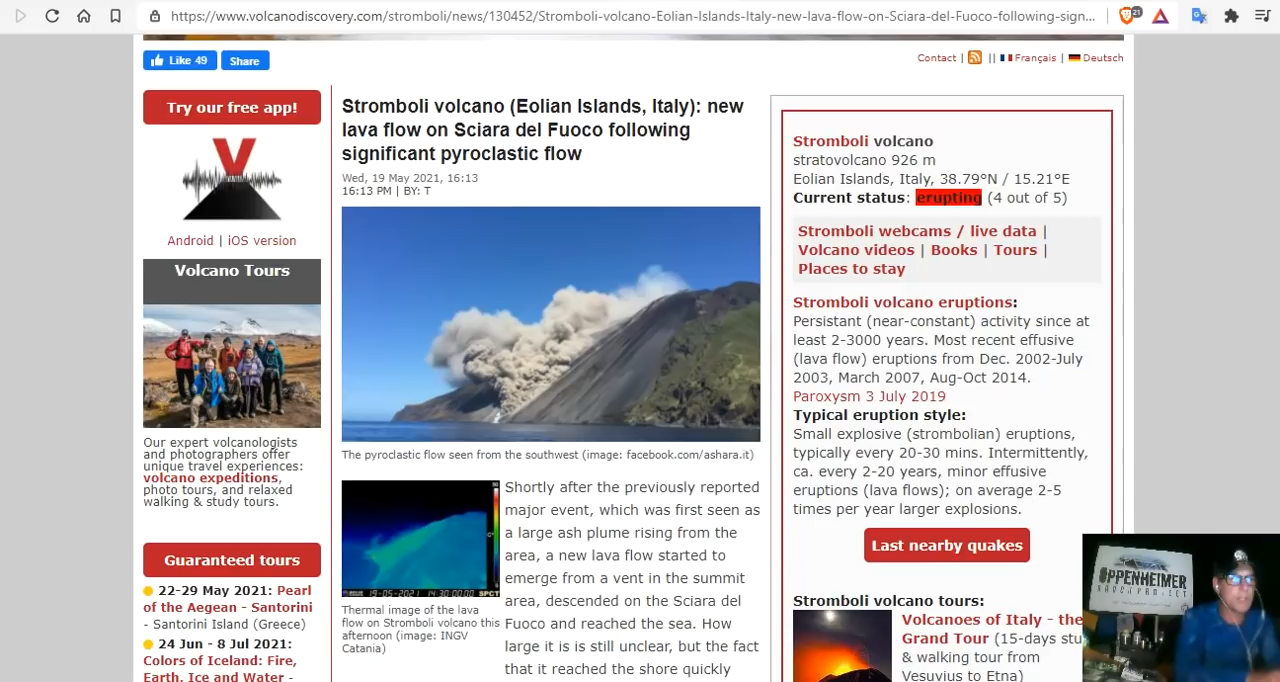 https://www.volcanodiscovery.com/stromboli/news/130452/Stromboli-volcano-Eolian-Islands-Italy-new-lava-flow-on-Sciara-del-Fuoco-following-sign...
21
Like 49
Share
Contact | || Français | Deutsch
Try our free app!
Android | iOS version
Volcano Tours
Our expert volcanologists
and photographers offer
unique travel experiences:
volcano expeditions,
photo tours, and relaxed
walking & study tours.
Guaranteed tours
22-29 May 2021: Pearl
of the Aegean - Santorini
- Santorini Island (Greece)
24 Jun - 8 Jul 2021:
Colors of Iceland: Fire,
Earth, Ice and Water -
Stromboli volcano (Eolian Islands, Italy): new
lava flow on Sciara del Fuoco following
significant pyroclastic flow
Wed, 19 May 2021, 16:13
16:13 PM | BY: T
The pyroclastic flow seen from the southwest (image: facebook.com/ashara.it)
19-05-2021 14:30:00.00 SPCT
Thermal image of the lava
flow on Stromboli volcano this
afternoon (image: INGV
Catania)
Shortly after the previously reported
major event, which was first seen as
a large ash plume rising from the
area, a new lava flow started to
emerge from a vent in the summit
area, descended on the Sciara del
Fuoco and reached the sea. How
large it is is still unclear, but the fact
that it reached the shore quickly
Stromboli volcano
stratovolcano 926 m
Eolian Islands, Italy, 38.79°N / 15.21°E
Current status: erupting (4 out of 5)
Stromboli webcams / live data |
Volcano videos | Books | Tours |
Places to stay
Stromboli volcano eruptions:
Persistant (near-constant) activity since at
least 2-3000 years. Most recent effusive
(lava flow) eruptions from Dec. 2002-July
2003, March 2007, Aug-Oct 2014.
Paroxysm 3 July 2019
Typical eruption style:
Small explosive (strombolian) eruptions,
typically every 20-30 mins. Intermittently,
ca. every 2-20 years, minor effusive
eruptions (lava flows); on average 2-5
times per year larger explosions.
Last nearby quakes
Stromboli volcano tours:
Volcanoes of Italy - the
Grand Tour (15-days stu
& walking tour from
Vesuvius to Etna)
OPPENHEIMER
RANCH PROJECT